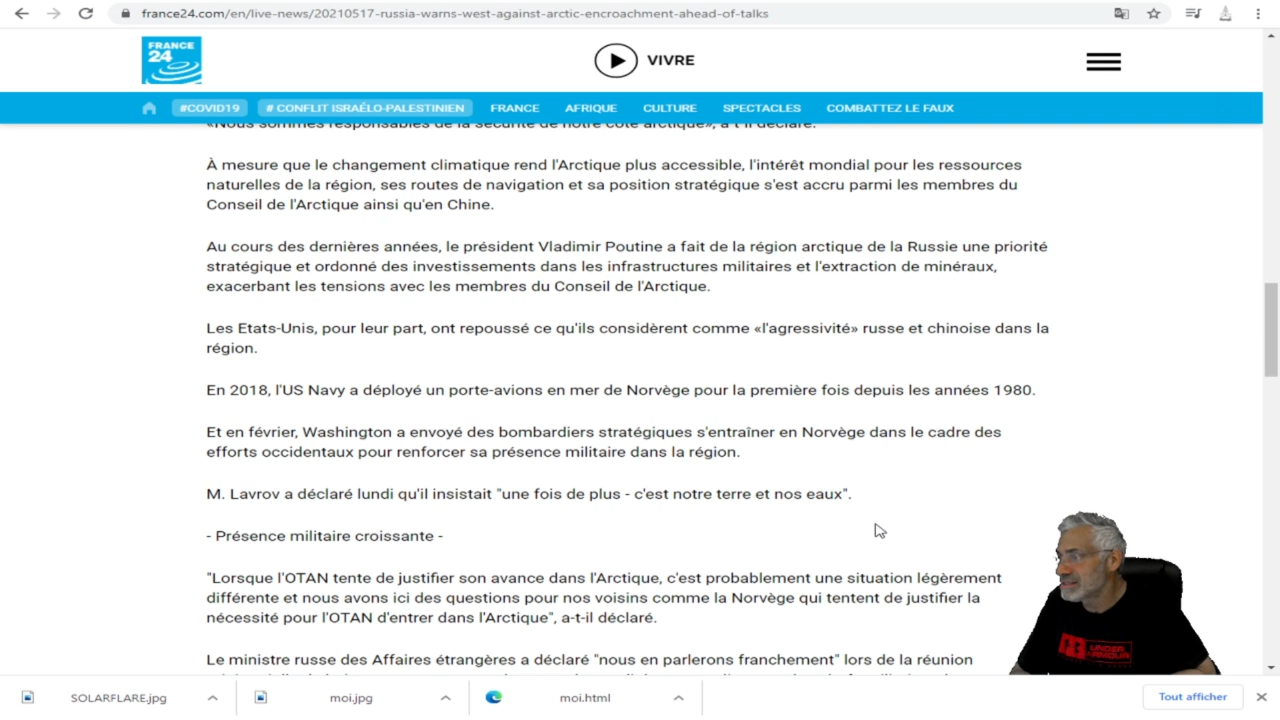 france24.com/en/live-news/20210517-russia-warns-west-against-arctic-encroachment-ahead-of-talks
FRANCE
24
VIVRE
#COVID19
# CONFLIT ISRAÉLO-PALESTINIEN
FRANCE
AFRIQUE
CULTURE
SPECTACLES
COMBATTEZ LE FAUX
«Nous sommes responsables de la sécurité de notre côte arctique», a-t-il déclaré.
À mesure que le changement climatique rend l'Arctique plus accessible, l'intérêt mondial pour les ressources
naturelles de la région, ses routes de navigation et sa position stratégique s'est accru parmi les membres du
Conseil de l'Arctique ainsi qu'en Chine.
Au cours des dernières années, le président Vladimir Poutine a fait de la région arctique de la Russie une priorité
stratégique et ordonné des investissements dans les infrastructures militaires et l'extraction de minéraux,
exacerbant les tensions avec les membres du Conseil de l'Arctique.
Les Etats-Unis, pour leur part, ont repoussé ce qu'ils considèrent comme «l'agressivité» russe et chinoise dans la
région.
En 2018, l'US Navy a déployé un porte-avions en mer de Norvège pour la première fois depuis les années 1980.
Et en février, Washington a envoyé des bombardiers stratégiques s'entraîner en Norvège dans le cadre des
efforts occidentaux pour renforcer sa présence militaire dans la région.
M. Lavrov a déclaré lundi qu'il insistait "une fois de plus - c'est notre terre et nos eaux".
- Présence militaire croissante -
"Lorsque l'OTAN tente de justifier son avance dans l'Arctique, c'est probablement une situation légèrement
différente et nous avons ici des questions pour nos voisins comme la Norvège qui tentent de justifier la
nécessité pour l'OTAN d'entrer dans l'Arctique", a-t-il déclaré.
Le ministre russe des Affaires étrangères a déclaré "nous en parlerons franchement" lors de la réunion
UNDER
ARMOUR
SOLARFLARE.jpg
moi.jpg
moi.html
Tout afficher